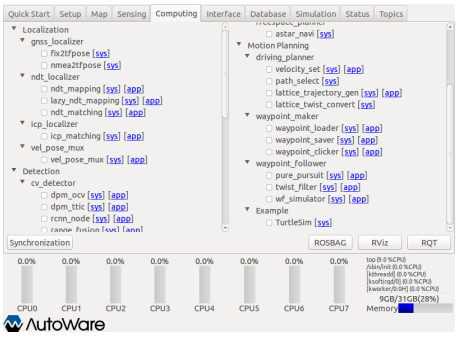 Quick Start Setup Map Sensing Computing Interface Database Simulation Status Topics
Localization
gnss_localizer
fix2tfpose [sys]
nmea2tfpose [sys]
ndt_localizer
ndt_mapping [sys] [app]
lazy_ndt_mapping [sys] [app]
ndt_matching [sys] [app]
icp_localizer
icp_matching [sys] [app]
vel_pose_mux
vel_pose_mux [sys] [app]
Detection
cv_detector
dpm_ocv [sys] [app]
dpm_ttic [sys] [app]
rcnn_node [sys] [app]
range_fusion [sys] [app]
freespace_planner
astar_navi [sys]
Motion Planning
driving_planner
velocity_set [sys] [app]
path_select [sys]
lattice_trajectory_gen [sys] [app]
lattice_twist_convert [sys]
waypoint_maker
waypoint_loader [sys] [app]
waypoint_saver [sys] [app]
waypoint_clicker [sys] [app]
waypoint_follower
pure_pursuit [sys] [app]
twist_filter [sys] [app]
wf_simulator [sys] [app]
Example
TurtleSim [sys]
Synchronization ROSBAG RViz RQT
0.0% 0.0% 0.0% 0.0% 0.0% 0.0% 0.0% 0.0%
CPU0 CPU1 CPU2 CPU3 CPU4 CPU5 CPU6 CPU7
top (9.0 %CPU)
/sbin/init (0.0 %CPU)
[kthreadd] (0.0 %CPU)
[ksoftirqd/0] (0.0 %CPU)
[kworker/0:0H] (0.0 %CPU)
9GB/31GB(28%)
Memory
AutoWare